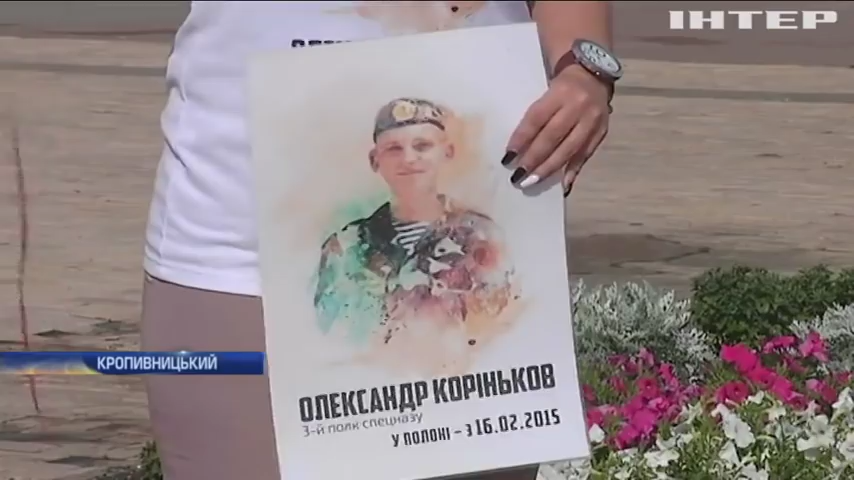 ІНТЕР
ОЛЕКСАНДР КОРІНЬКОВ
3-й полк спецназу
У ПОЛОНІ - З 16.02.2015
КРОПИВНИЦЬКИЙ